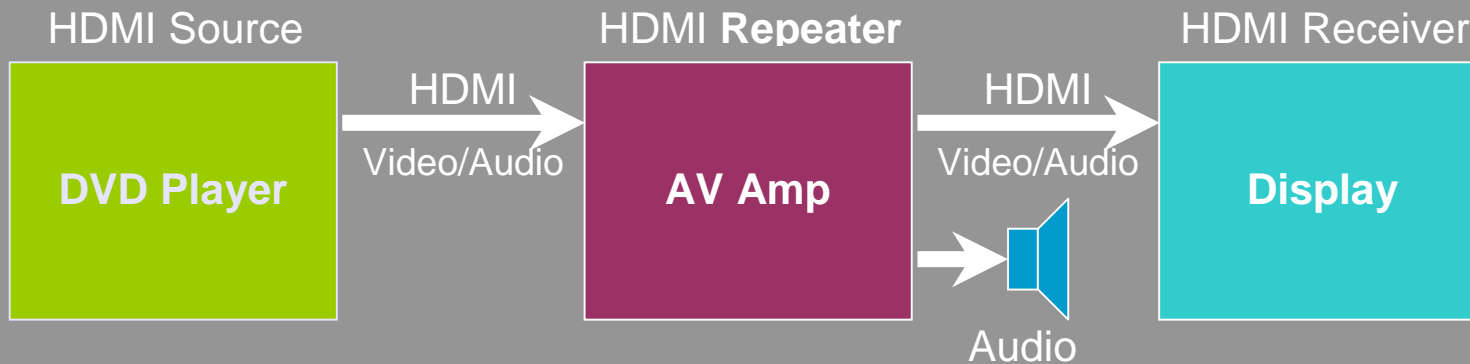 HDMI Source
HDMI Repeater
HDMI Receiver
DVD Player
HDMI
Video/Audio
AV Amp
HDMI
Video/Audio
Audio
Display